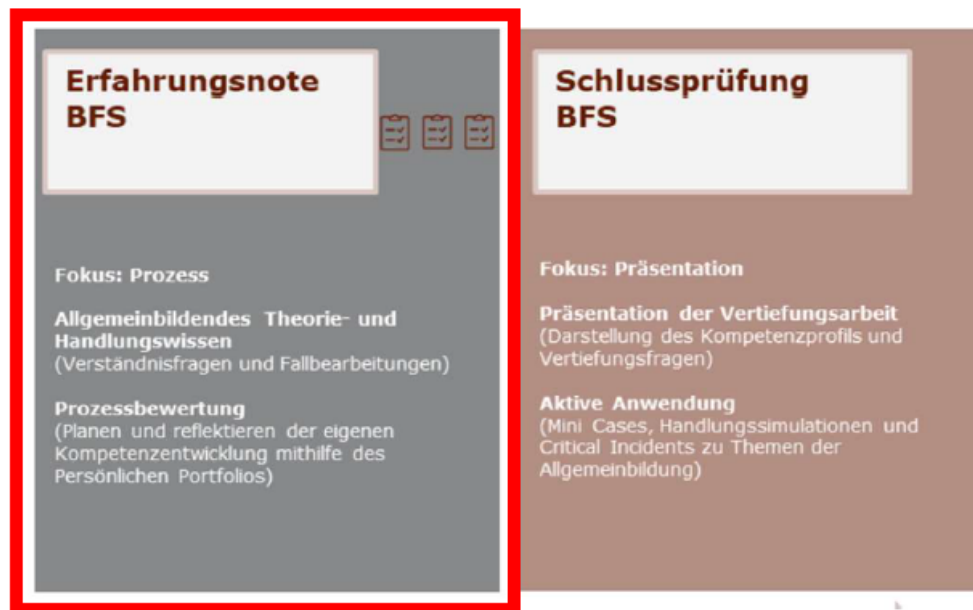 Erfahrungsnote
BFS
Fokus: Prozess
Allgemeinbildendes Theorie- und
Handlungswissen
(Verständnisfragen und Fallbearbeitungen)
Prozessbewertung
(Planen und reflektieren der eigenen
Kompetenzentwicklung mithilfe des
Persönlichen Portfolios)
Schlussprüfung
BFS
Fokus: Präsentation
Präsentation der Vertiefungsarbeit
(Darstellung des Kompetenzprofils und
Vertiefungsfragen)
Aktive Anwendung
(Mini Cases, Handlungssimulationen und
Critical Incidents zu Themen der
Allgemeinbildung)